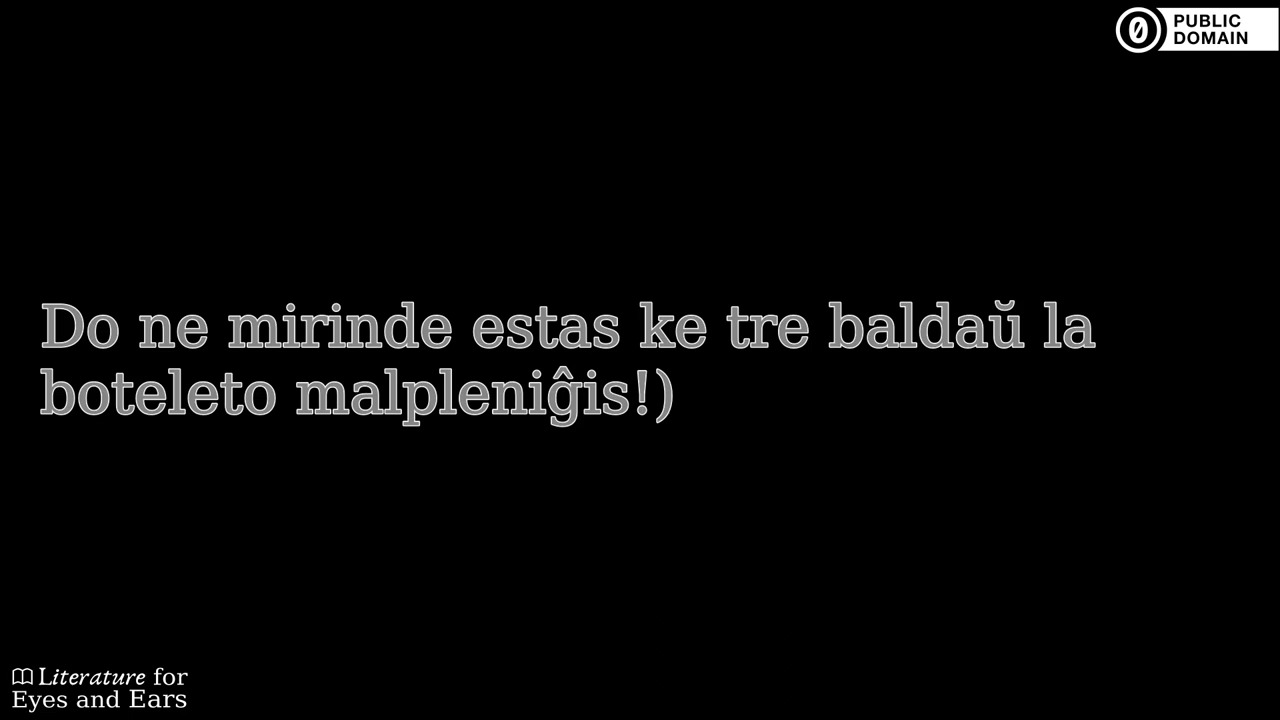 PUBLIC
DOMAIN
Do ne mirinde estas ke tre baldaŭ la
boteleto malpleniĝis!)
Literature for
Eyes and Ears